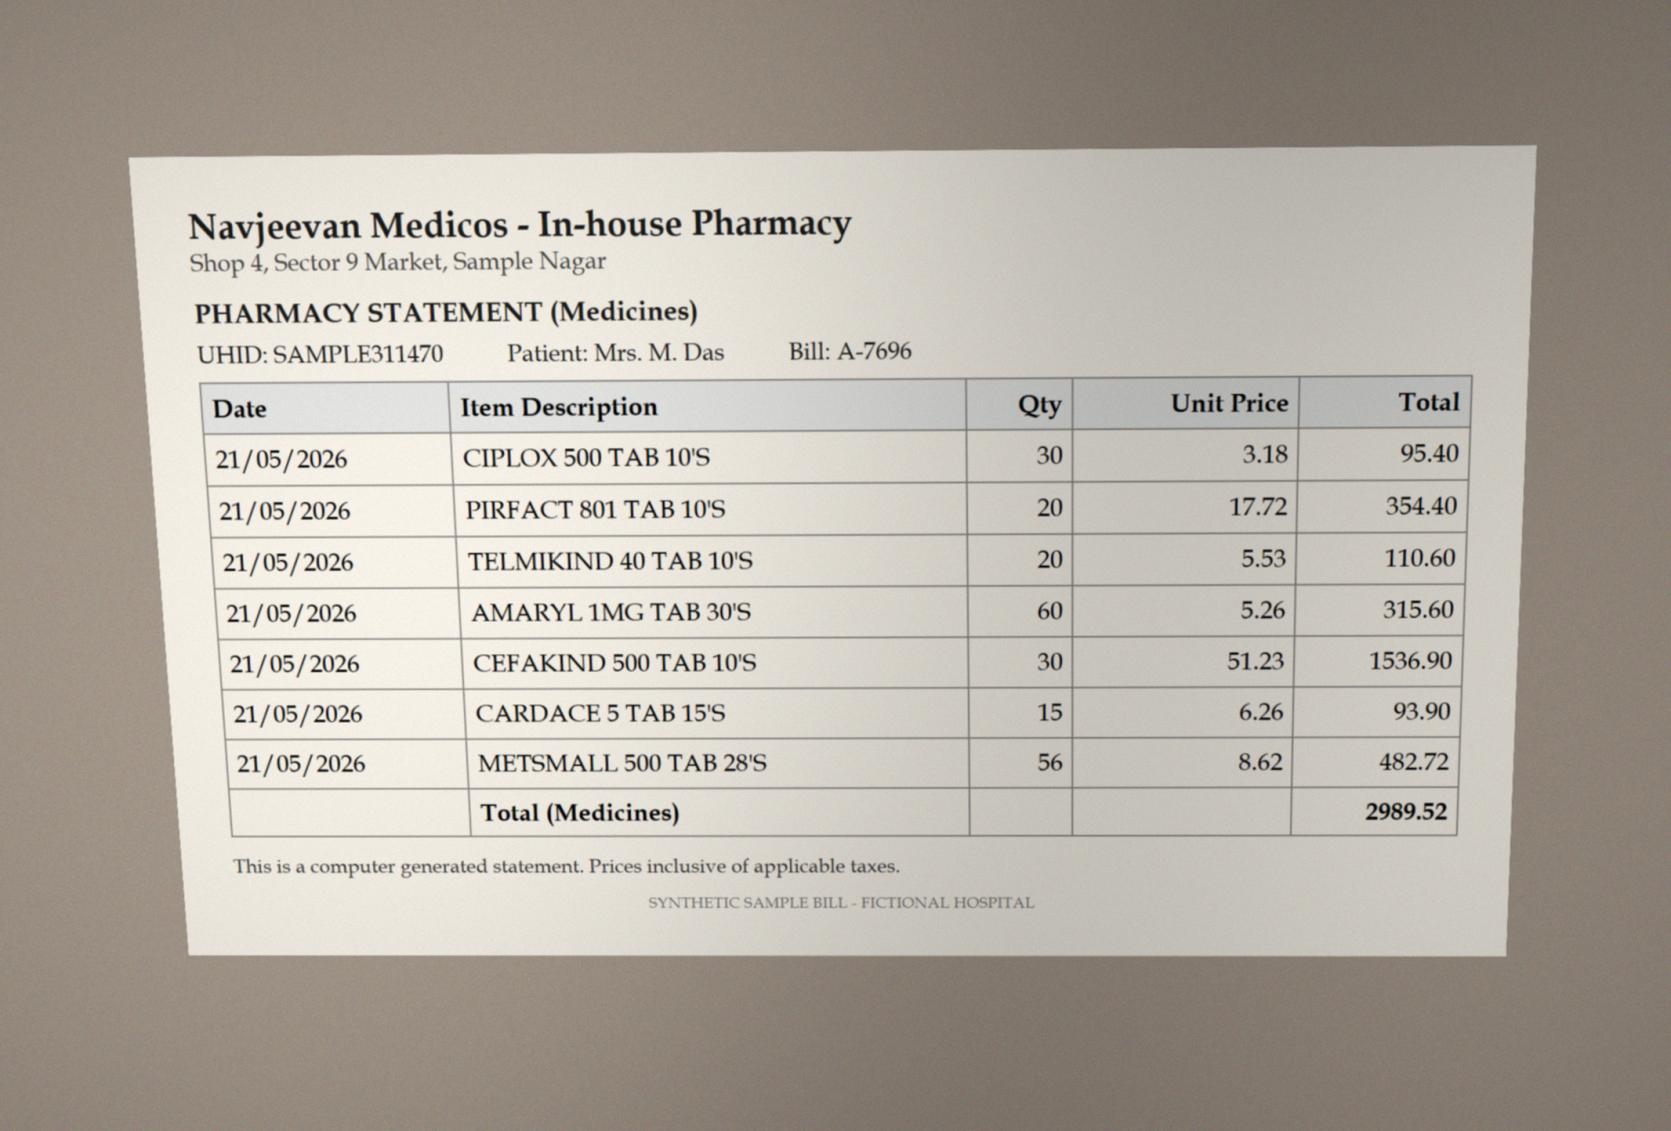 Navjeevan Medicos - In-house Pharmacy
Shop 4, Sector 9 Market, Sample Nagar
PHARMACY STATEMENT (Medicines)
UHID: SAMPLE311470 Patient: Mrs. M. Das Bill: A-7696
Date Item Description Qty Unit Price Total
21/05/2026 CIPLOX 500 TAB 10'S 30 3.18 95.40
21/05/2026 PIRFACT 801 TAB 10'S 20 17.72 354.40
21/05/2026 TELMIKIND 40 TAB 10'S 20 5.53 110.60
21/05/2026 AMARYL 1MG TAB 30'S 60 5.26 315.60
21/05/2026 CEFAKIND 500 TAB 10'S 30 51.23 1536.90
21/05/2026 CARDACE 5 TAB 15'S 15 6.26 93.90
21/05/2026 METSMALL 500 TAB 28'S 56 8.62 482.72
Total (Medicines) 2989.52
This is a computer generated statement. Prices inclusive of applicable taxes.
SYNTHETIC SAMPLE BILL - FICTIONAL HOSPITAL